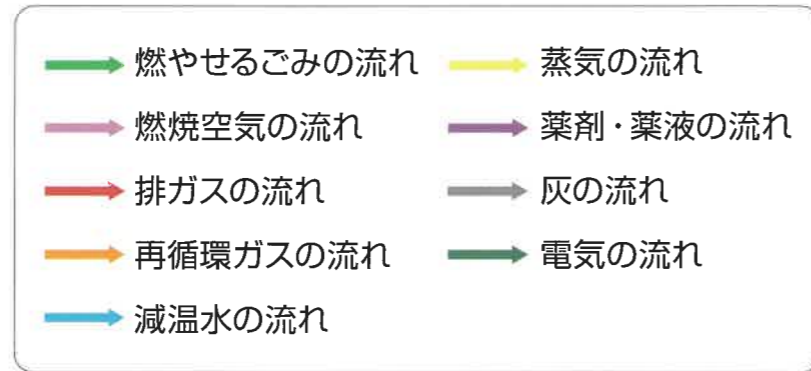 燃やせるごみの流れ
燃焼空気の流れ
排ガスの流れ
再循環ガスの流れ
減温水の流れ
蒸気の流れ
薬剤・薬液の流れ
灰の流れ
電気の流れ